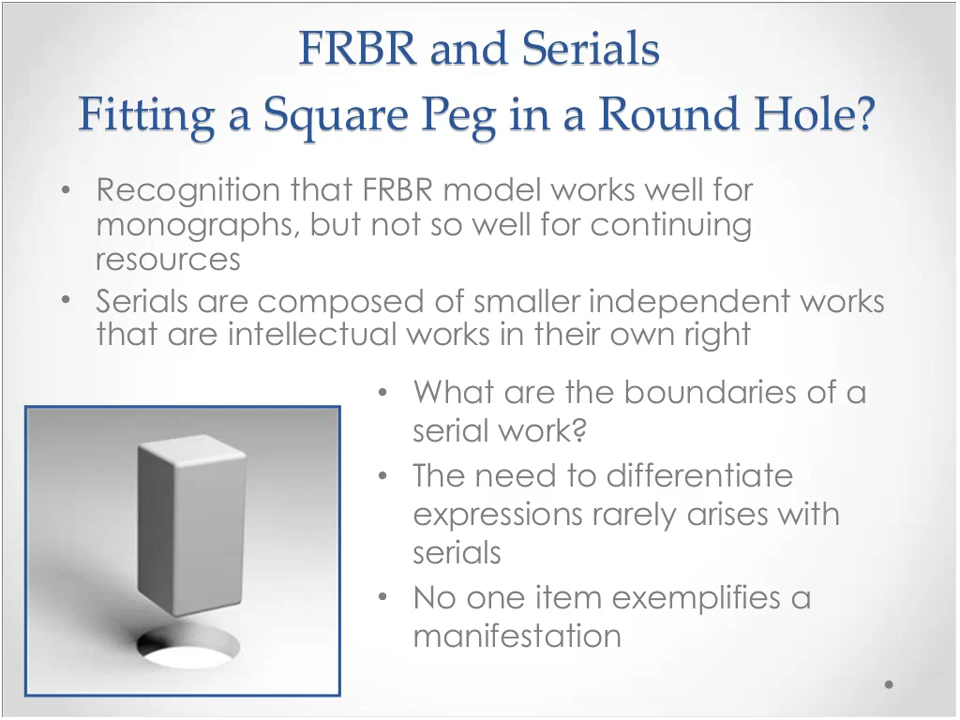 FRBR and Serials
Fitting a Square Peg in a Round Hole?
• Recognition that FRBR model works well for
monographs, but not so well for continuing
resources
• Serials are composed of smaller independent works
that are intellectual works in their own right
• What are the boundaries of a
serial work?
• The need to differentiate
expressions rarely arises with
serials
• No one item exemplifies a
manifestation